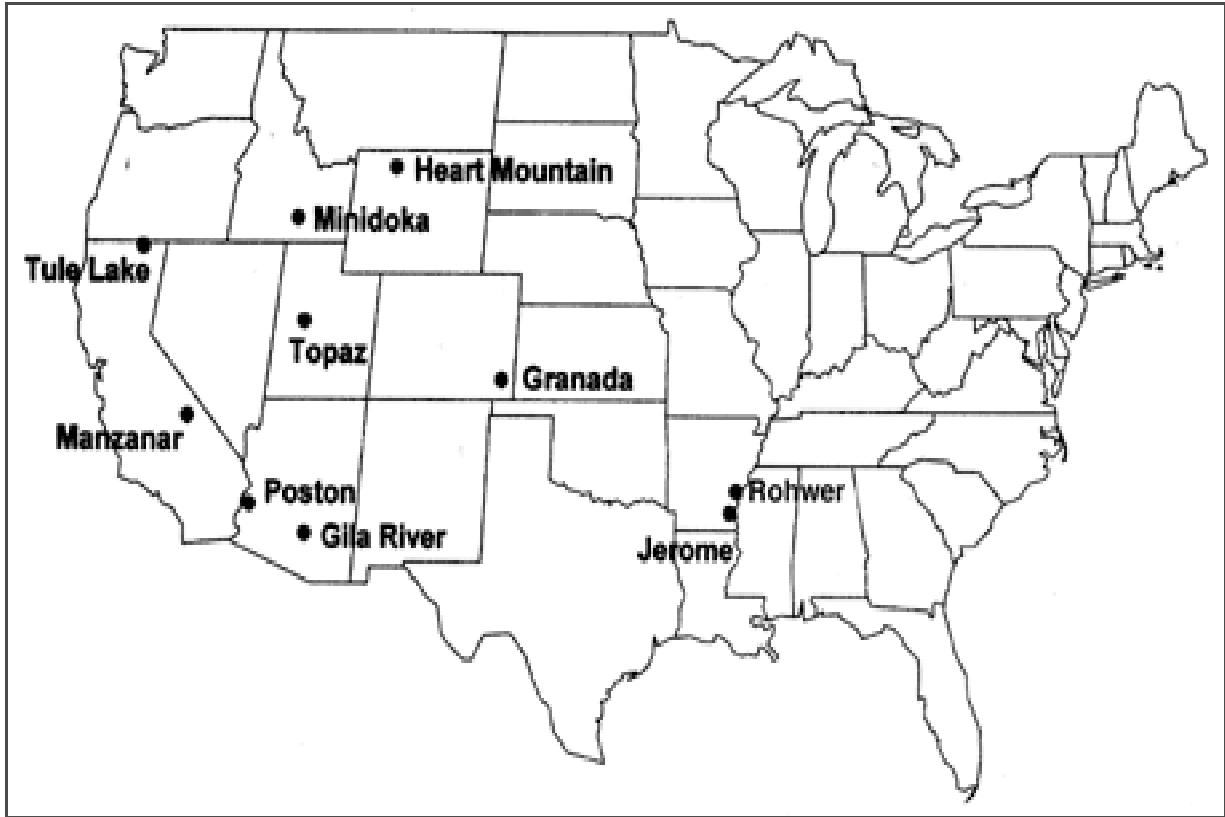 Heart Mountain
Minidoka
Tule Lake
Topaz
Granada
Manzanar
Poston
Rohwer
Gila River
Jerome